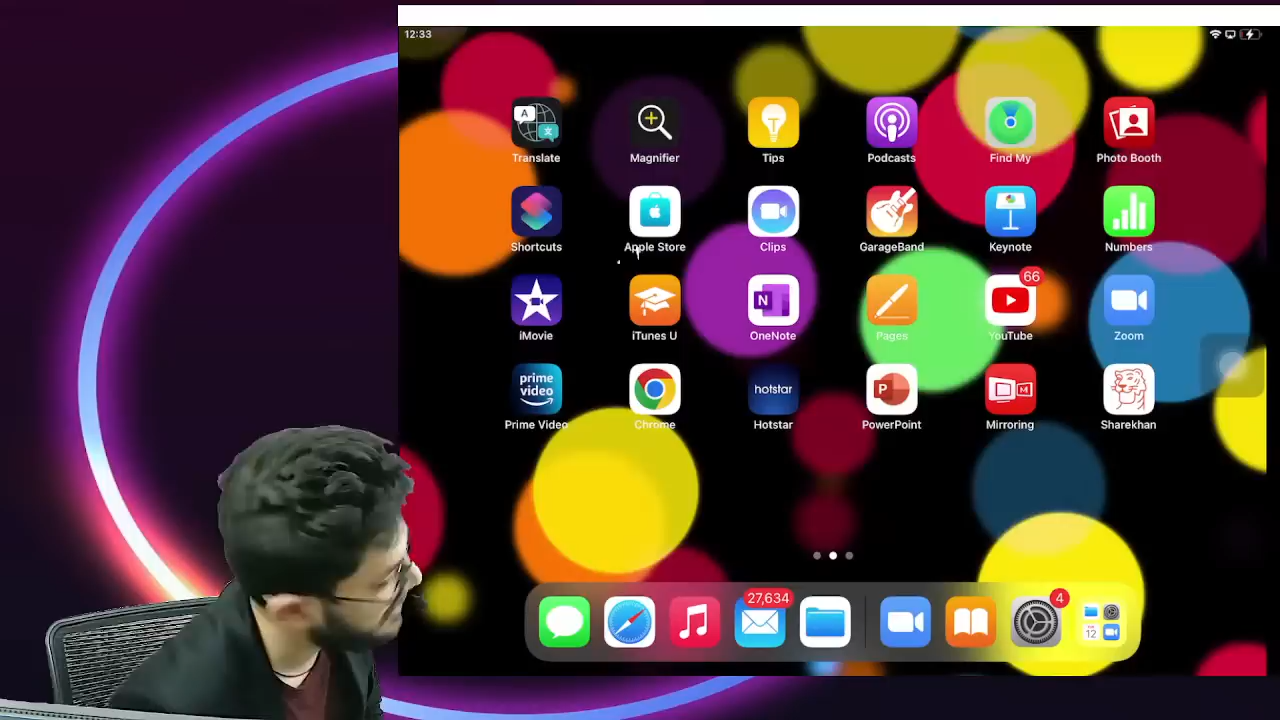 12:33
Translate Magnifier Tips Podcasts Find My Photo Booth
Shortcuts Apple Store Clips GarageBand Keynote Numbers
66
iMovie iTunes U OneNote Pages YouTube Zoom
prime video
hotstar
Prime Video Chrome Hotstar PowerPoint Mirroring Sharekhan
27,634
4
12